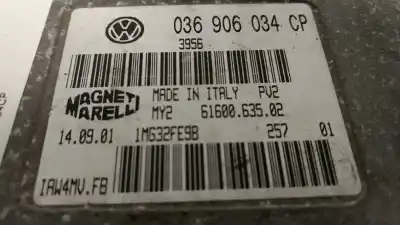 036 906 034 CP
3956
MAGNETI MARELLI
MADE IN ITALY PV2
MY2 61600.635.02
14.09.01 1MG32FE9B 257 01
IAW4MV.FB